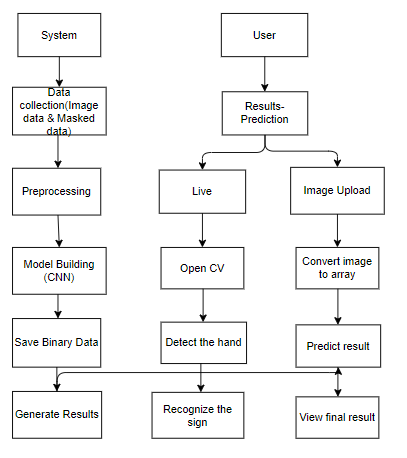 System
User
Data
collection(Image
data & Masked
data)
Results-
Prediction
Preprocessing
Live
Image Upload
Model Building
(CNN)
Open CV
Convert image
to array
Save Binary Data
Detect the hand
Predict result
Generate Results
Recognize the
sign
View final result